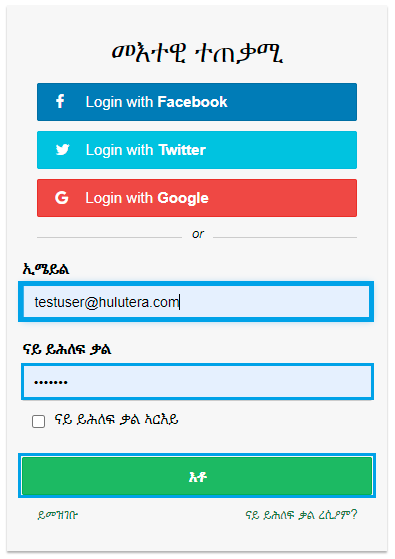 መእተዊ ተጠቃሚ
Login with Facebook
Login with Twitter
Login with Google
or
ኢሜይል
testuser@hulutera.com
ናይ ይሕለፍ ቃል
•••••••
ናይ ይሕለፍ ቃል ኣርእይ
እቶ
ይመዝገቡ
ናይ ይሕለፍ ቃል ረሲዖም?